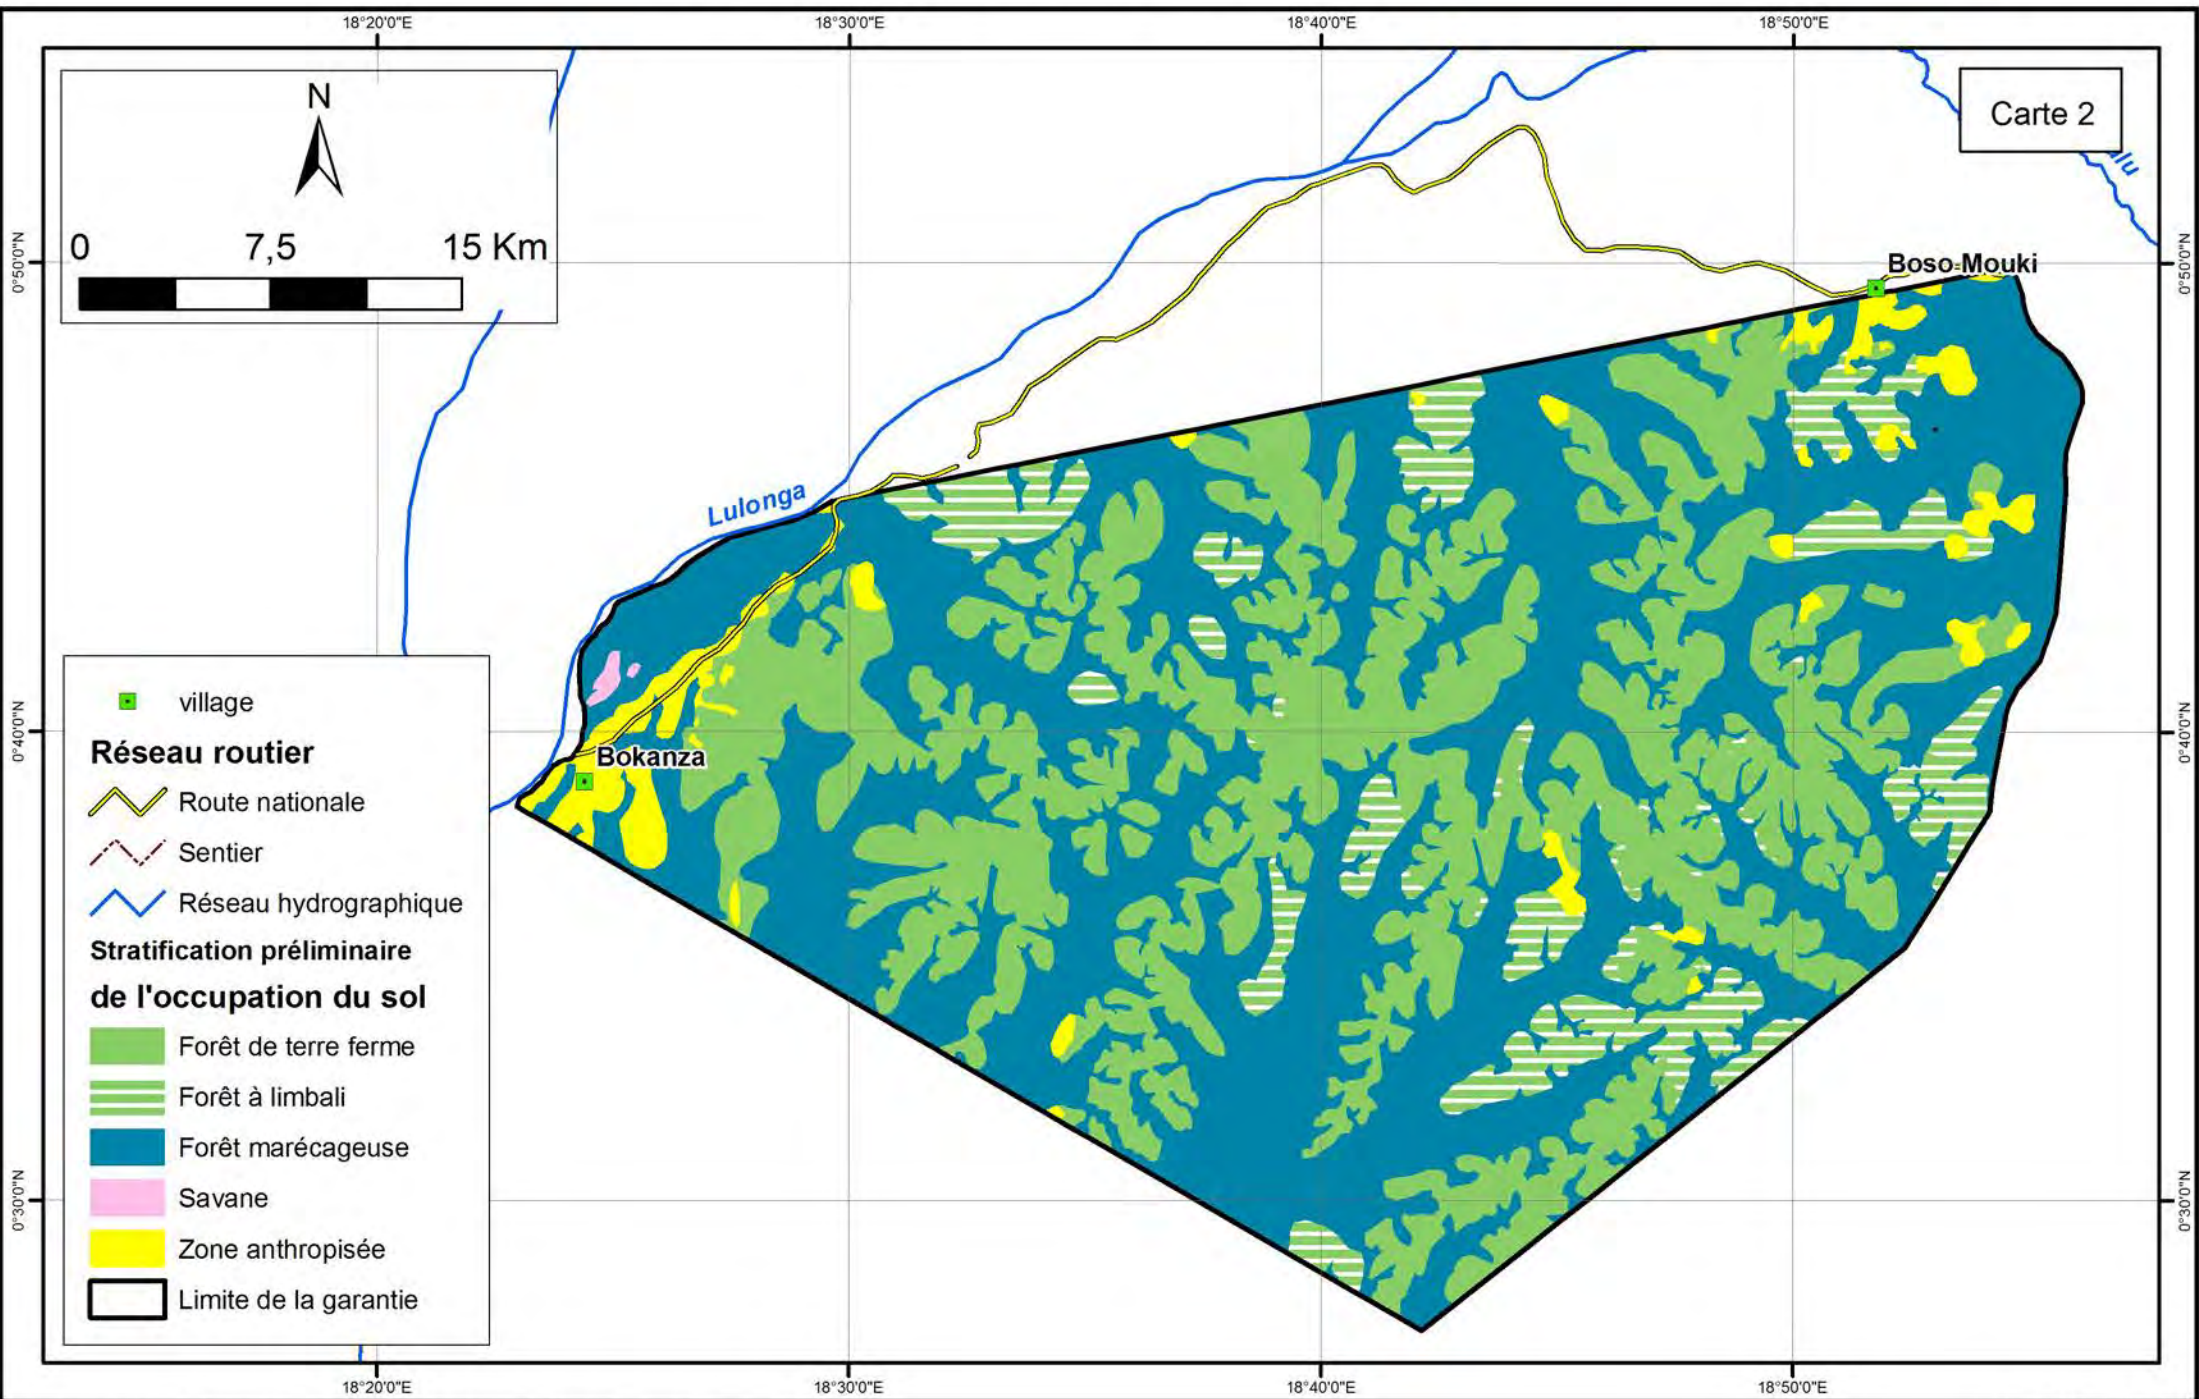 18°20'0"E
18°30'0"E
18°40'0"E
18°50'0"E
N
Carte 2
0 7,5 15 Km
0°50'0"N
0°50'0"N
Boso-Mouki
Lulonga
village
Réseau routier
0°40'0"N
0°40'0"N
Bokanza
Route nationale
Sentier
Réseau hydrographique
Stratification préliminaire
de l'occupation du sol
Forêt de terre ferme
Forêt à limbali
Forêt marécageuse
Savane
0°30'0"N
0°30'0"N
Zone anthropisée
Limite de la garantie
18°20'0"E
18°30'0"E
18°40'0"E
18°50'0"E